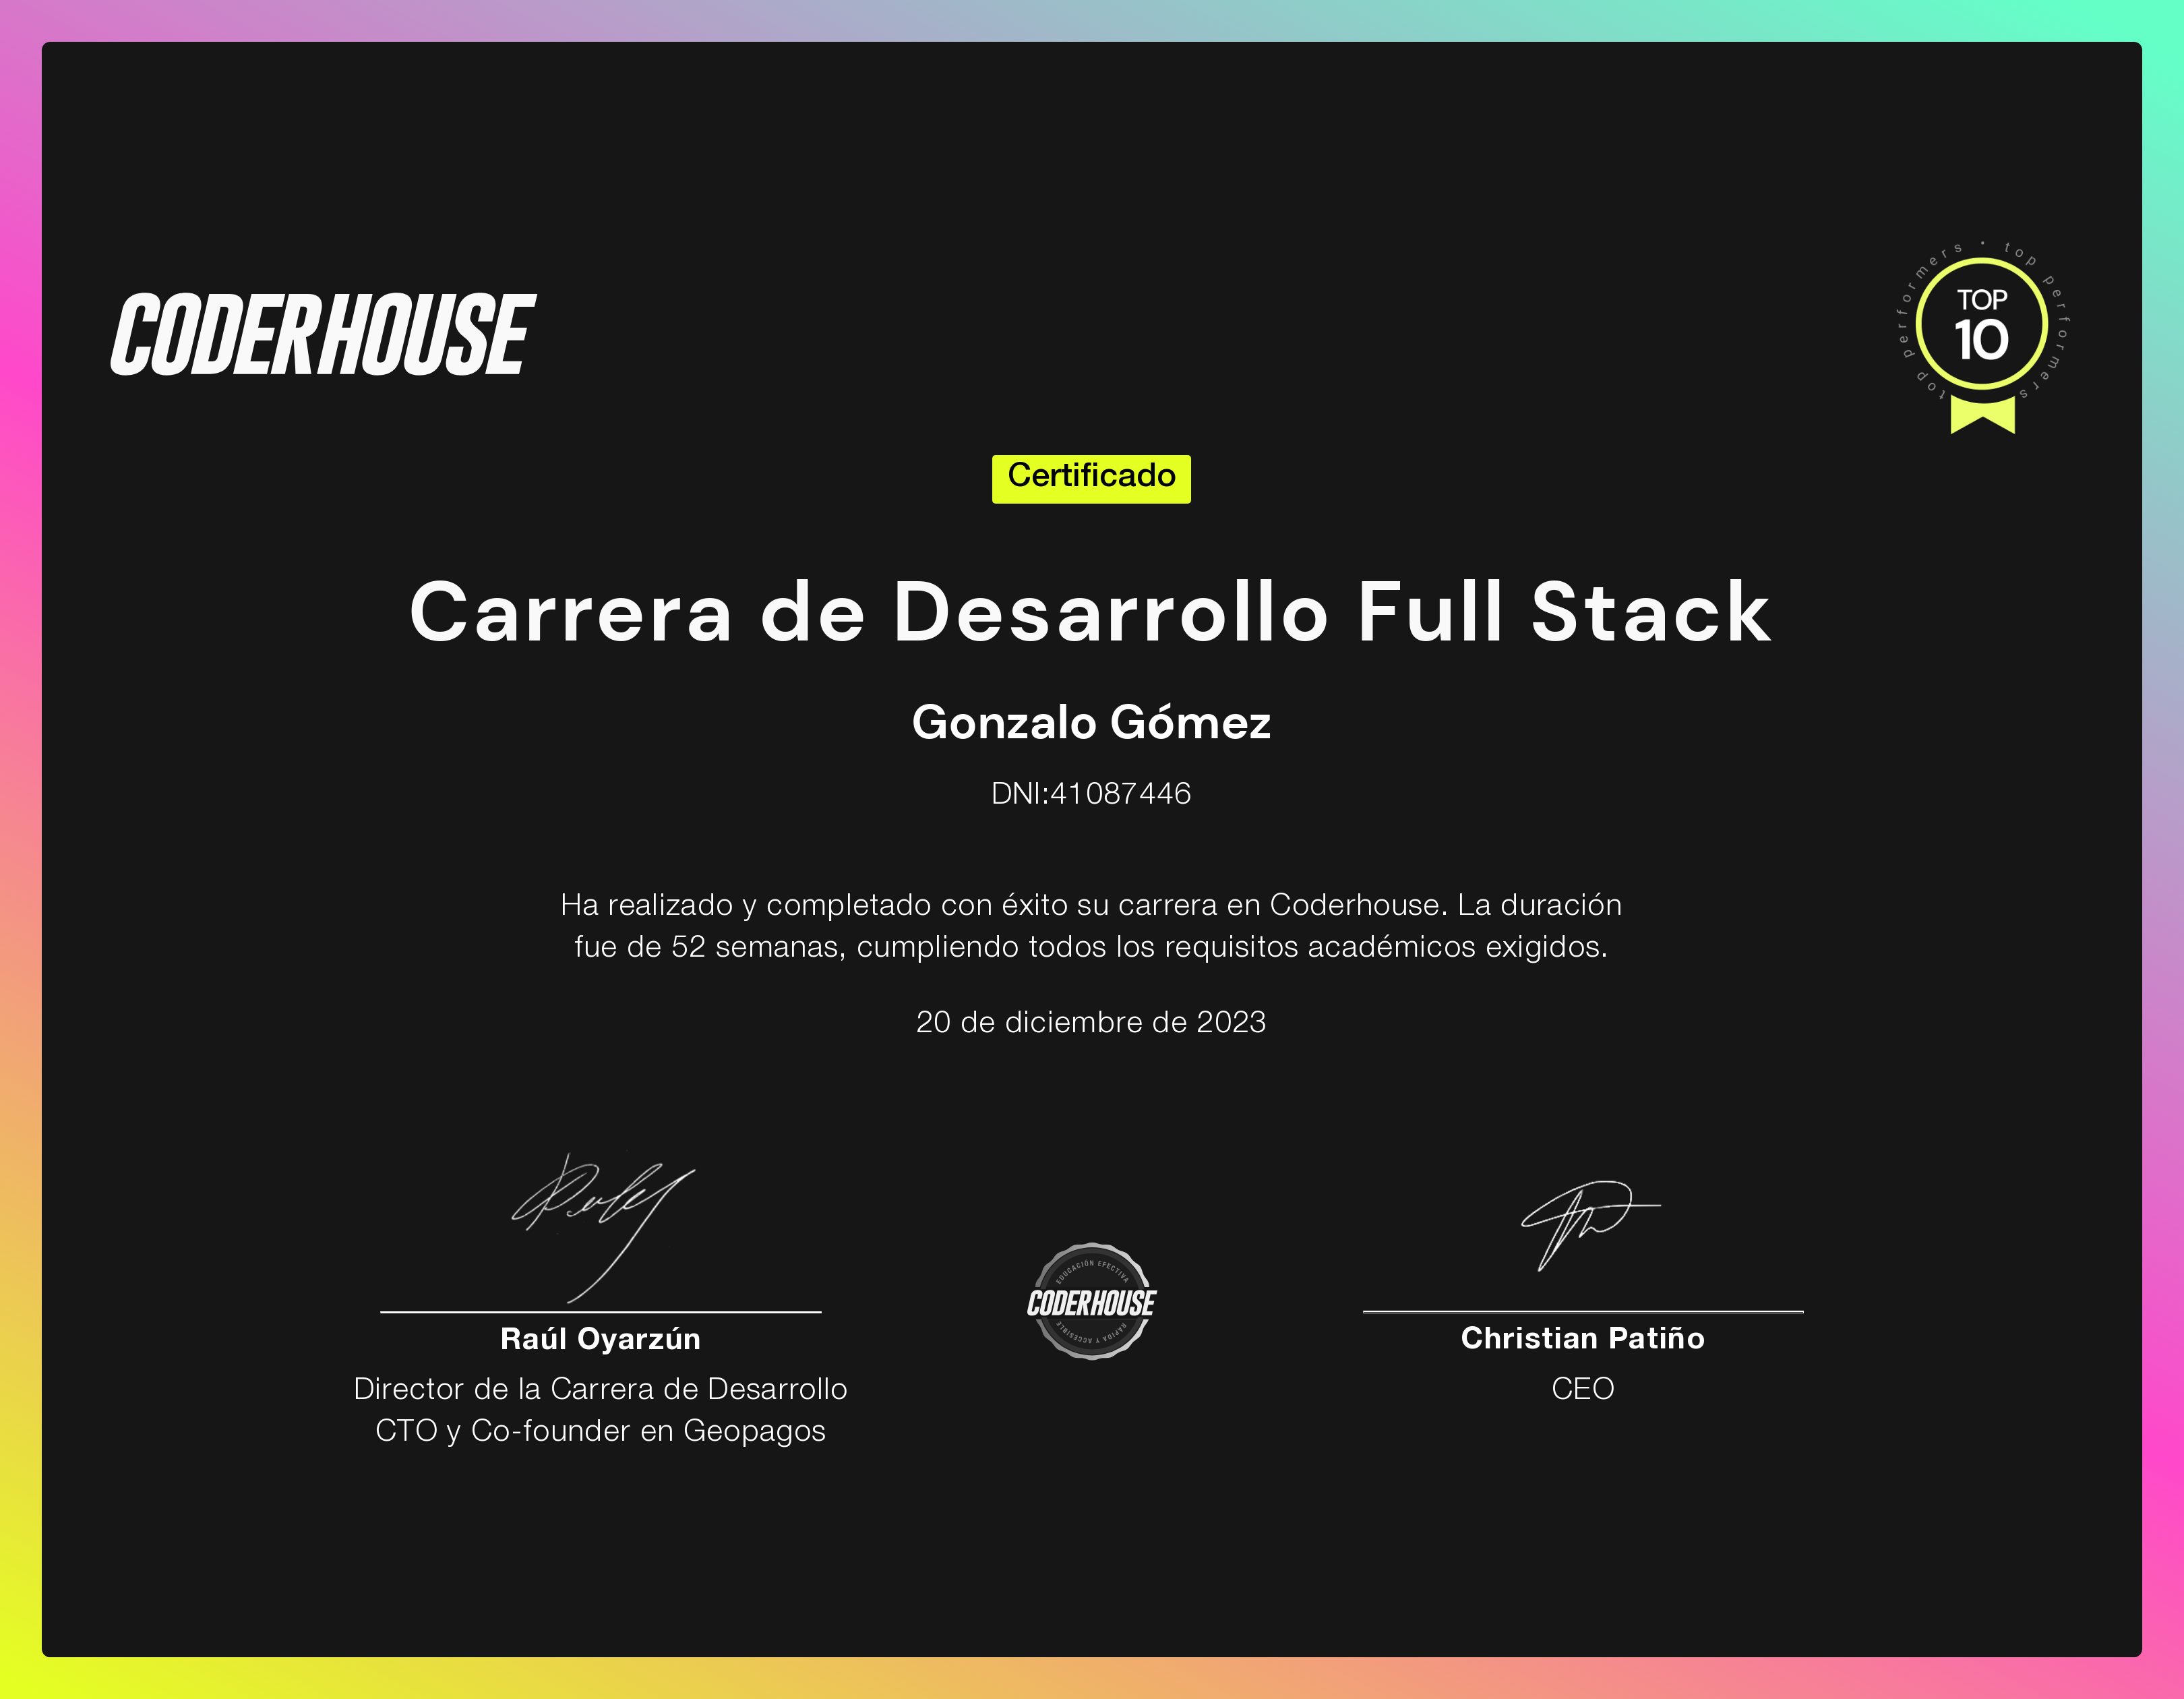 CODERHOUSE
top performers • top performers
TOP
10
Certificado
Carrera de Desarrollo Full Stack
Gonzalo Gómez
DNI:41087446
Ha realizado y completado con éxito su carrera en Coderhouse. La duración
fue de 52 semanas, cumpliendo todos los requisitos académicos exigidos.
20 de diciembre de 2023
Raúl Oyarzún
Director de la Carrera de Desarrollo
CTO y Co-founder en Geopagos
EDUCACIÓN EFECTIVA
CODERHOUSE
RÁPIDA Y ACCESIBLE
Christian Patiño
CEO